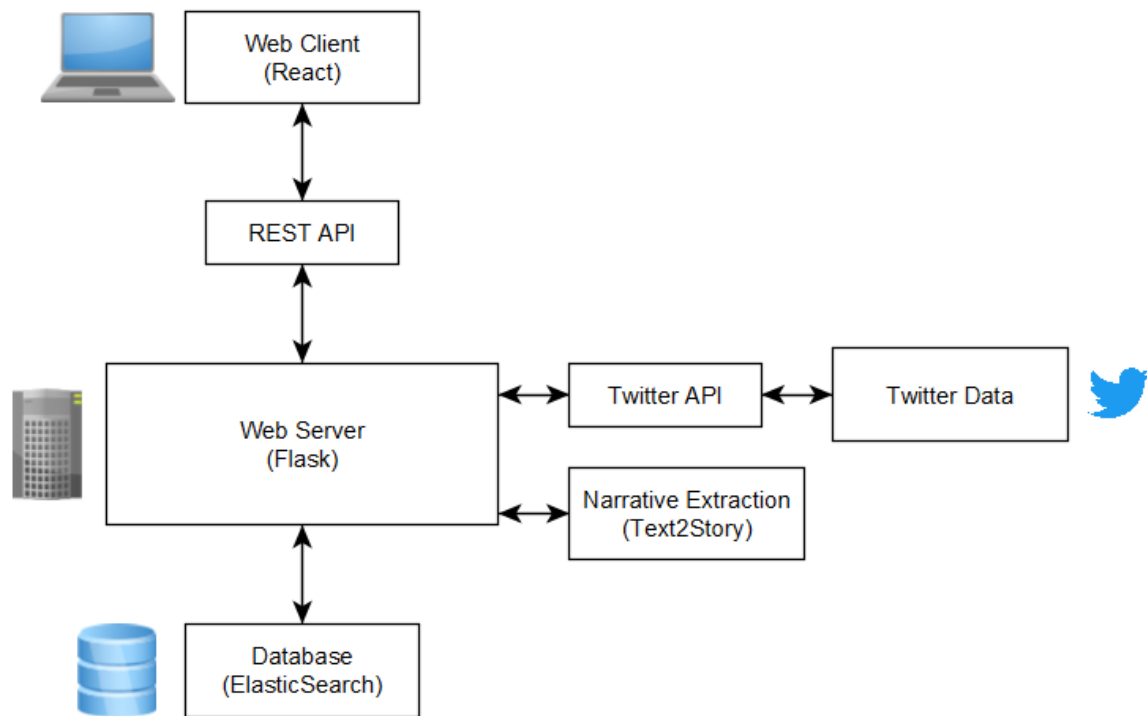 Web Client
(React)
REST API
Web Server
(Flask)
Twitter API
Twitter Data
Narrative Extraction
(Text2Story)
Database
(ElasticSearch)